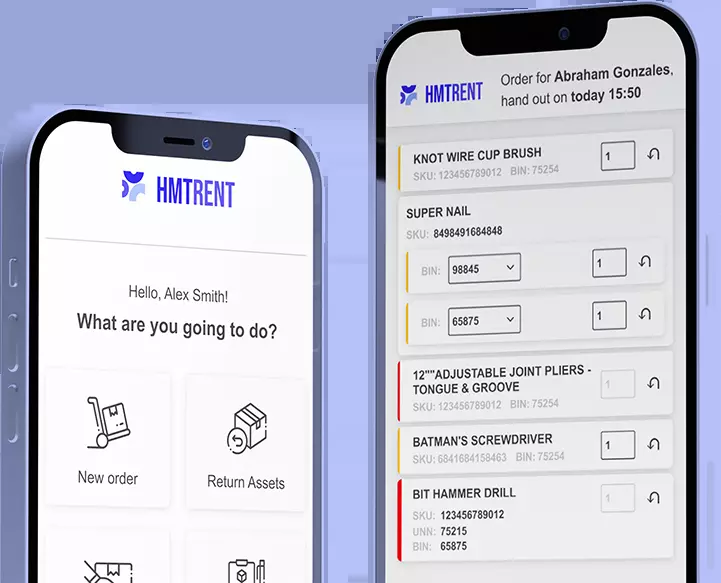 HMTRENT
Hello, Alex Smith!
What are you going to do?
New order
Return Assets
HMTRENT
Order for Abraham Gonzales,
hand out on today 15:50
KNOT WIRE CUP BRUSH
SKU: 123456789012 BIN: 75254
1
SUPER NAIL
SKU: 8498491684848
BIN: 98845
1
BIN: 65875
1
12""ADJUSTABLE JOINT PLIERS -
TONGUE & GROOVE
SKU: 123456789012 BIN: 75254
1
BATMAN'S SCREWDRIVER
SKU: 6841684158463 BIN: 75254
1
BIT HAMMER DRILL
1
SKU: 123456789012
UNN: 75215
BIN: 65875